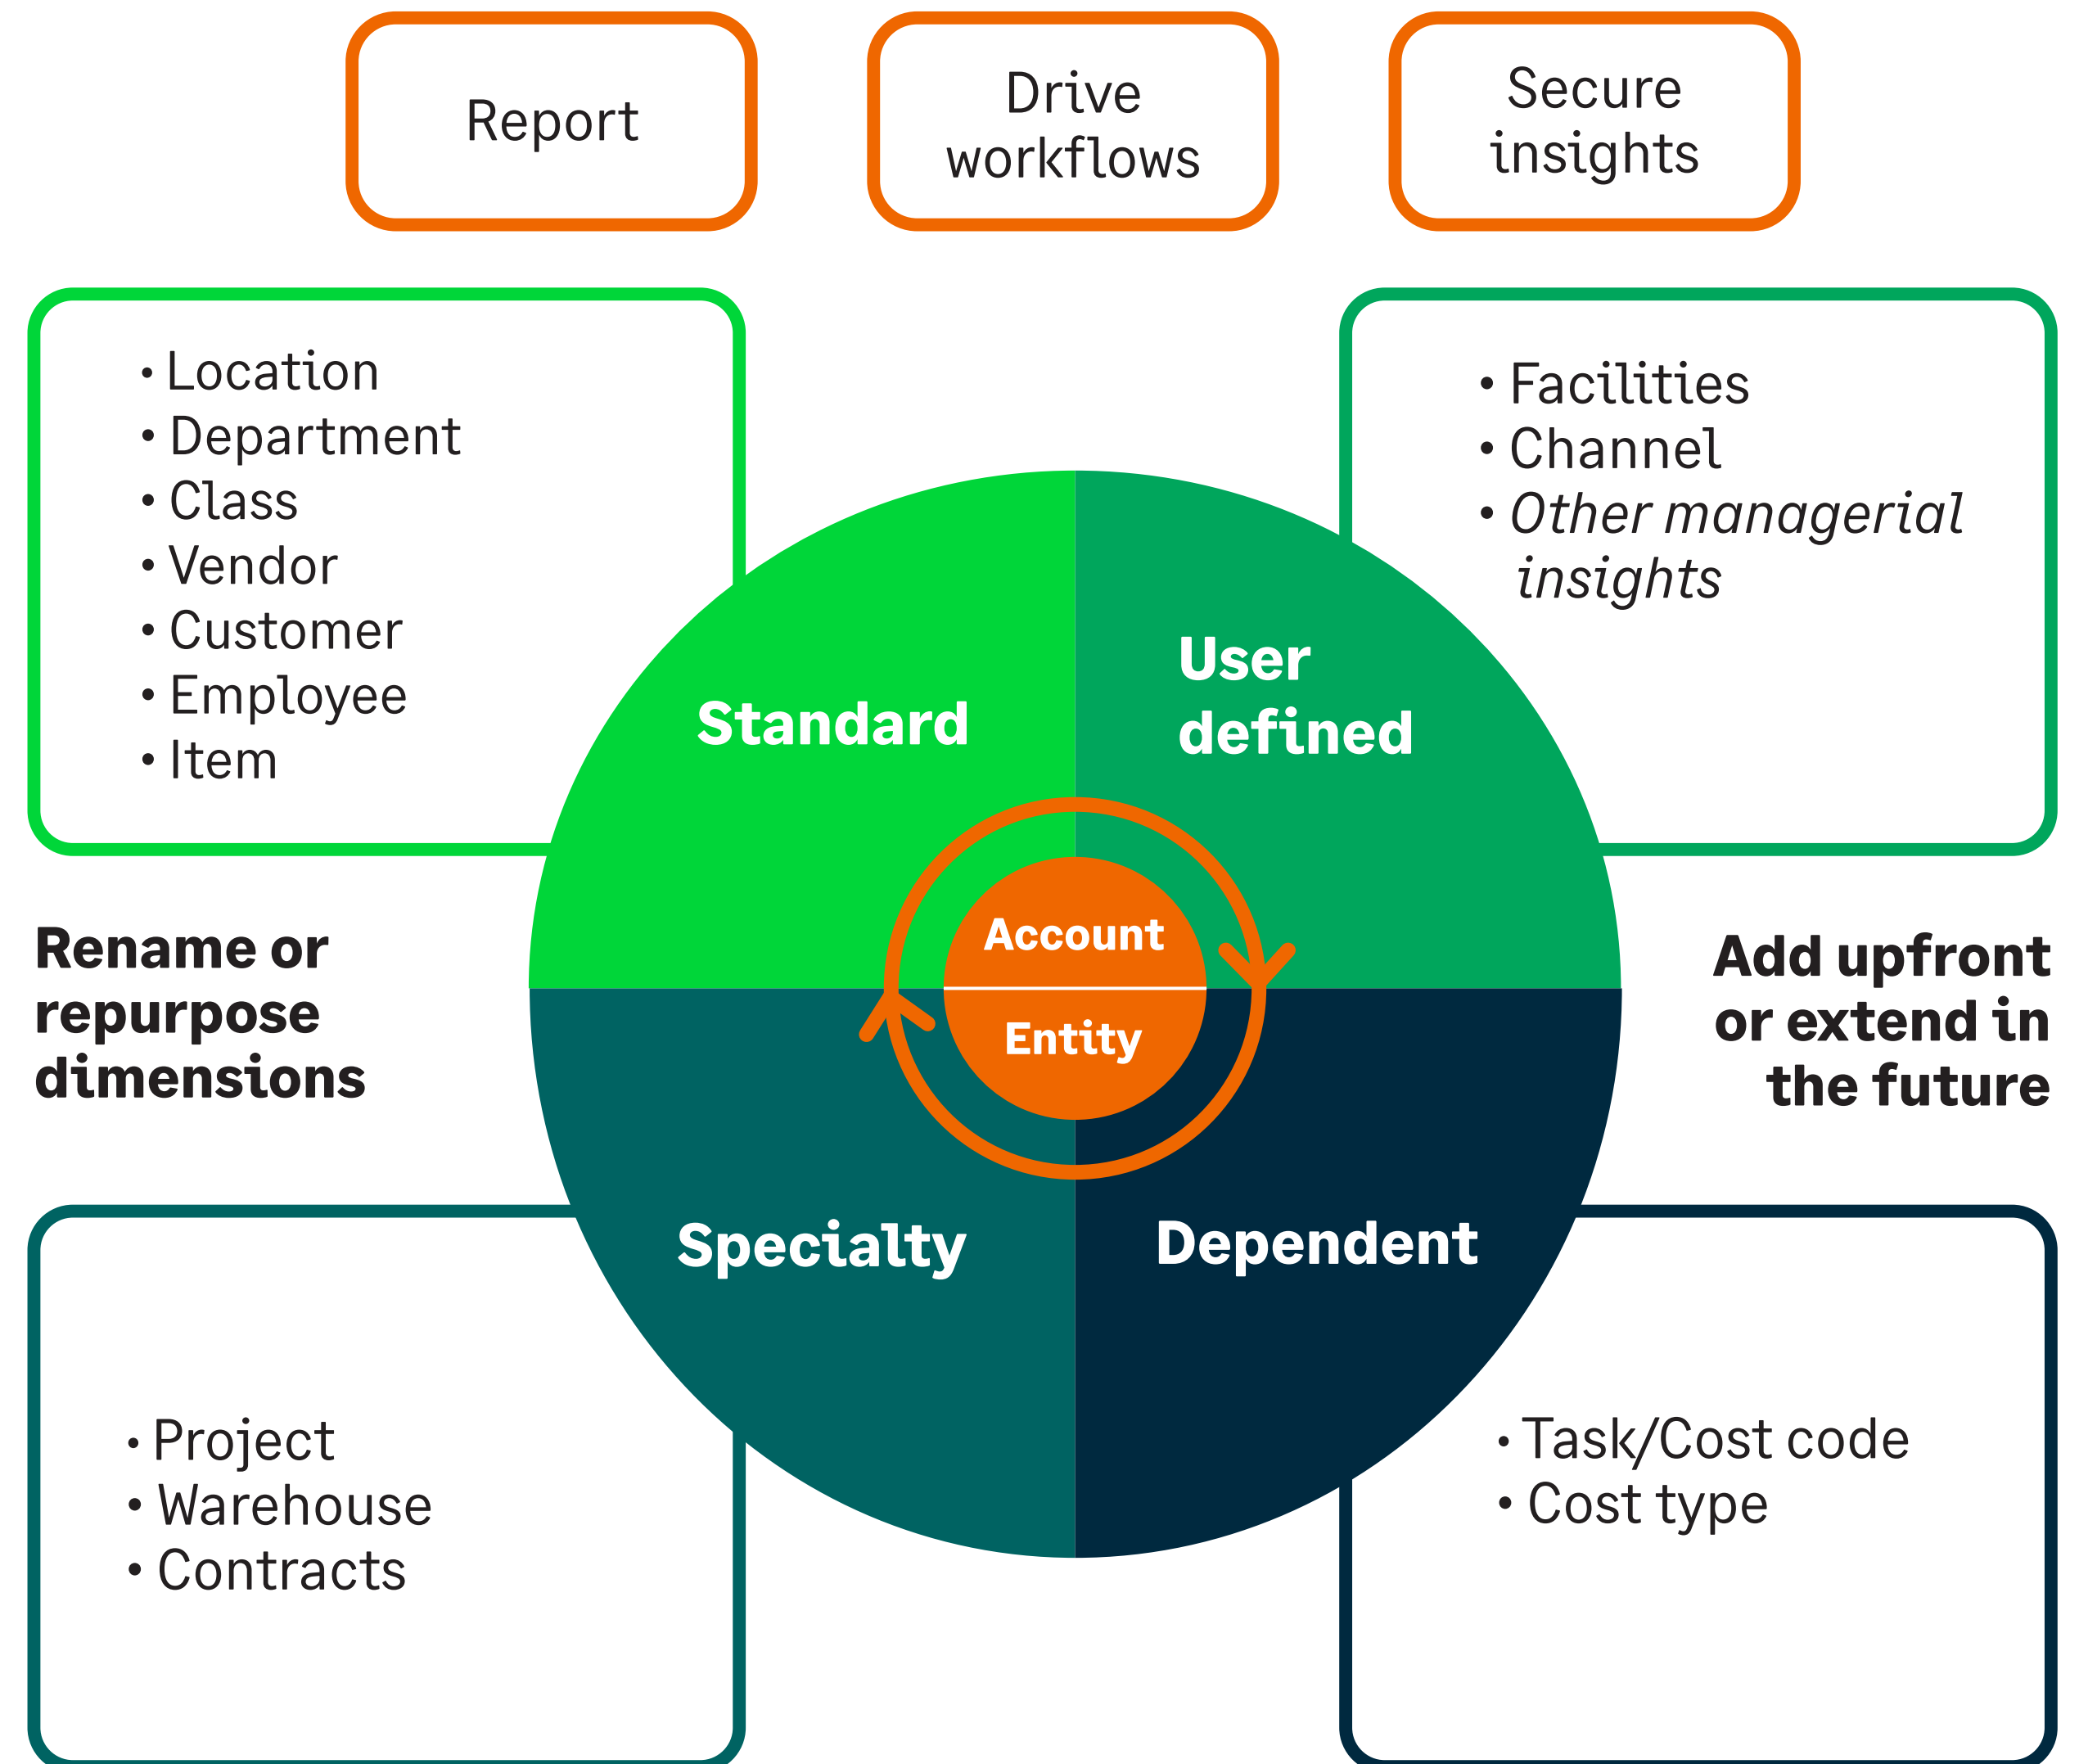 Report
Drive
workflows
Secure
insights
• Location
• Department
• Class
• Vendor
• Customer
• Employee
• Item
• Facilities
• Channel
• Other managerial
insights
Standard
User
defined
Rename or
repurpose
dimensions
Account
Entity
Add upfront
or extend in
the future
Specialty
Dependent
• Project
• Warehouse
• Contracts
• Task/Cost code
• Cost type